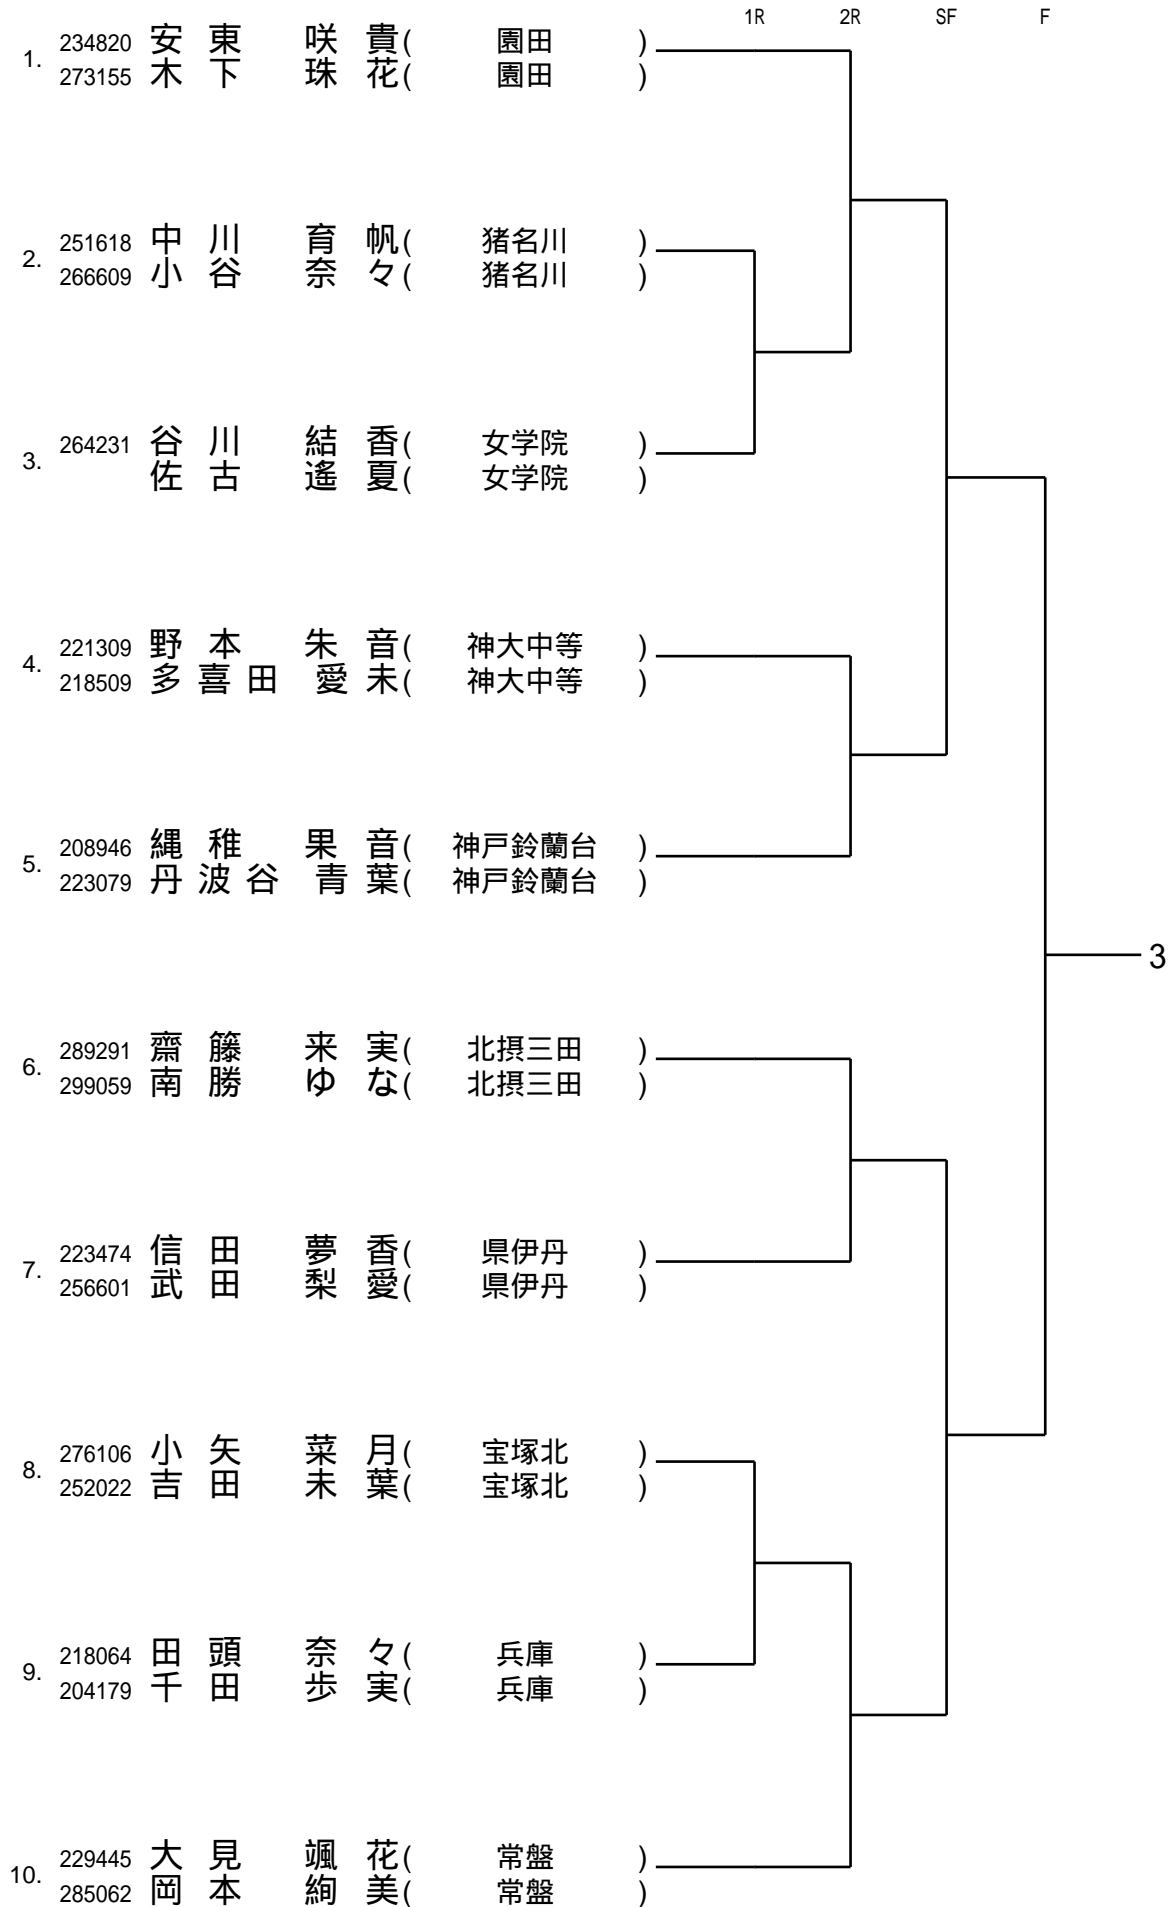 1R 2R SF F
1. 234820 安東 咲貴( 園田 )
273155 木下 珠花( 園田 )
2. 251618 中川 育帆( 猪名川 )
266609 小谷 奈々( 猪名川 )
3. 264231 谷川 結香( 女学院 )
佐古 遙夏( 女学院 )
4. 221309 野本 朱音( 神大中等 )
218509 多喜田 愛未( 神大中等 )
5. 208946 縄稚 果音( 神戸鈴蘭台 )
223079 丹波谷 青葉( 神戸鈴蘭台 )
3
6. 289291 齋籐 来実( 北摂三田 )
299059 南勝 ゆな( 北摂三田 )
7. 223474 信田 夢香( 県伊丹 )
256601 武田 梨愛( 県伊丹 )
8. 276106 小矢 菜月( 宝塚北 )
252022 吉田 未葉( 宝塚北 )
9. 218064 田頭 奈々( 兵庫 )
204179 千田 歩実( 兵庫 )
10. 229445 大見 颯花( 常盤 )
285062 岡本 絢美( 常盤 )